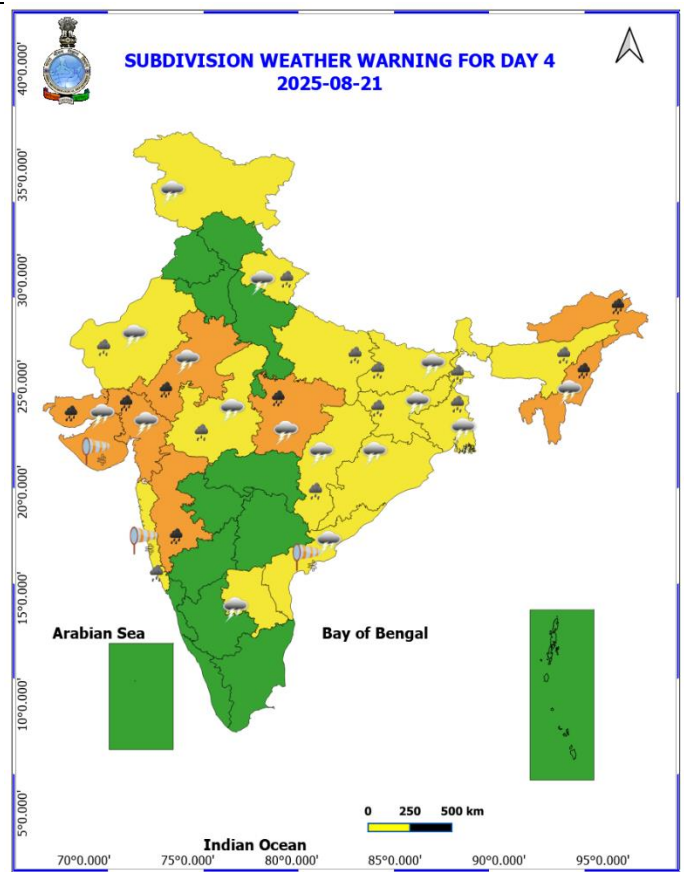 SUBDIVISION WEATHER WARNING FOR DAY 4
2025-08-21
40°0.000'
35°0.000'
30°0.000'
25°0.000'
20°0.000'
15°0.000'
10°0.000'
5°0.000'
Arabian Sea
Bay of Bengal
0 250 500 km
Indian Ocean
70°0.000' 75°0.000' 80°0.000' 85°0.000' 90°0.000' 95°0.000'